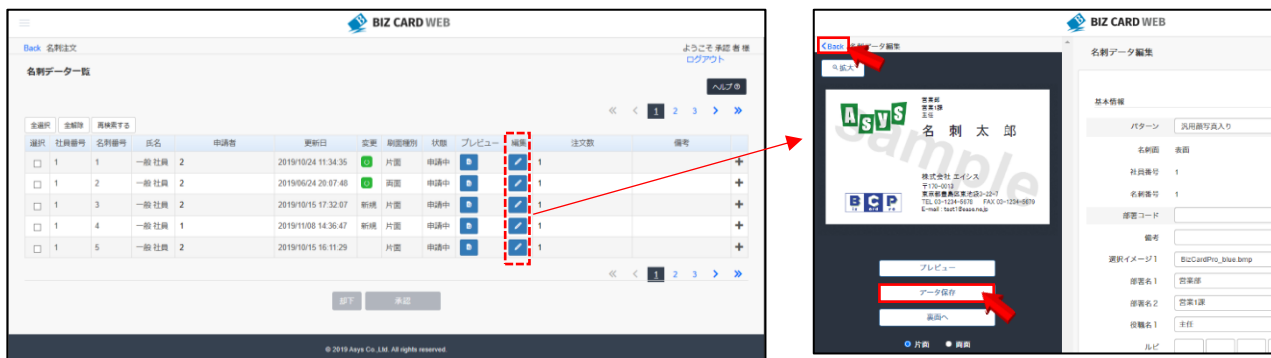 BIZ CARD WEB
Back 名刺注文
ようこそ 承認 者 様
ログアウト
名刺データ一覧
ヘルプ
« < 1 2 3 > »
全選択 全解除 再検索する
選択 社員番号 名刺番号 氏名 申請者 更新日 変更 刷面種別 状態 プレビュー 編集 注文数 備考
1 1 一般 社員 2 2019/10/24 11:34:35 片面 申請中 1 +
1 2 一般 社員 2 2019/06/24 20:07:48 両面 申請中 1 +
1 3 一般 社員 2 2019/10/15 17:32:07 新規 片面 申請中 1 +
1 4 一般 社員 1 2019/11/08 14:36:47 新規 片面 申請中 1 +
1 5 一般 社員 2 2019/10/15 16:11:29 片面 申請中 1 +
« < 1 2 3 > »
却下 承認
© 2019 Asys Co.,Ltd. All rights reserved.
BIZ CARD WEB
<Back 名刺データ編集
拡大
Asys
営業部
営業1課
主任
名 刺 太 郎
Sample
株式会社 エイシス
〒170-0013
東京都豊島区東池袋2-22-7
TEL 03-1234-5678 FAX 03-1234-5679
BCP
プレビュー
データ保存
裏面へ
片面 両面
名刺データ編集
基本情報
パターン 汎用顔写真入り
名刺面 表面
社員番号 1
名刺番号 1
部署コード
備考
選択イメージ1 BizCardPro_blue.bmp
部署名1 営業部
部署名2 営業1課
役職名1 主任
ルビ